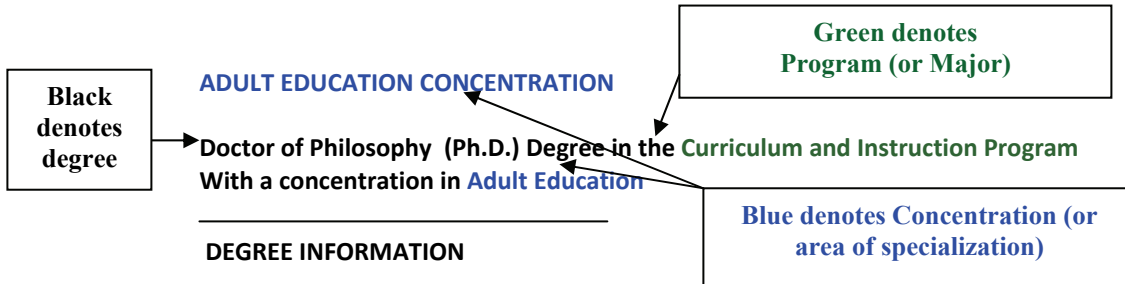 Green denotes
Program (or Major)
ADULT EDUCATION CONCENTRATION
Black
denotes
degree
Doctor of Philosophy (Ph.D.) Degree in the Curriculum and Instruction Program
With a concentration in Adult Education
Blue denotes Concentration (or
area of specialization)
DEGREE INFORMATION